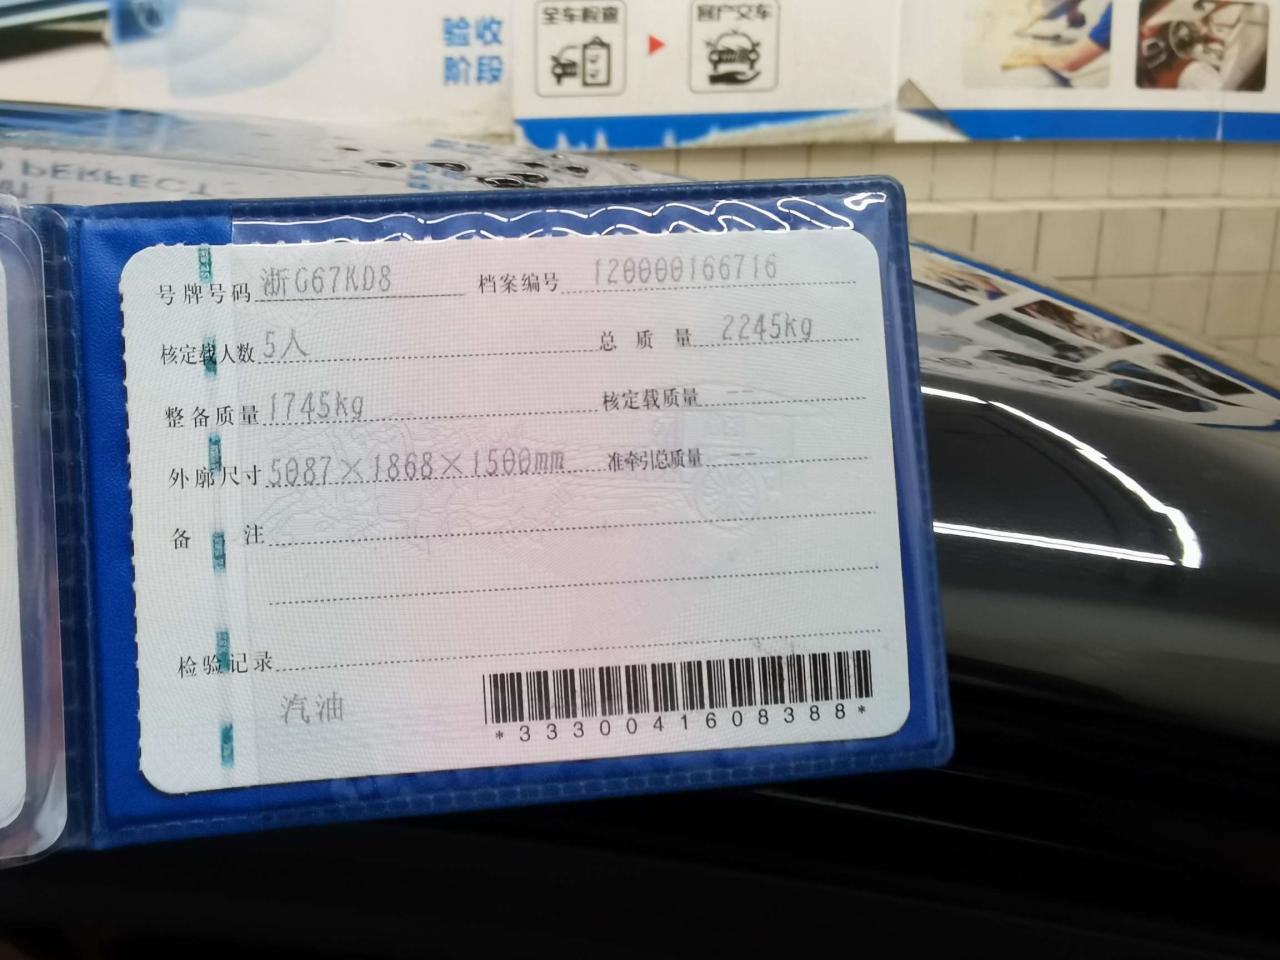 验收
阶段
全车检查
客户交车
PERFECT
号牌号码 浙G67KD8 档案编号 120000166716
核定载人数 5人 总质量 2245kg
整备质量 1745kg 核定载质量 --
外廓尺寸 5087×1868×1500mm 准牵引总质量 --
备注
检验记录
汽油
*3330041608388*